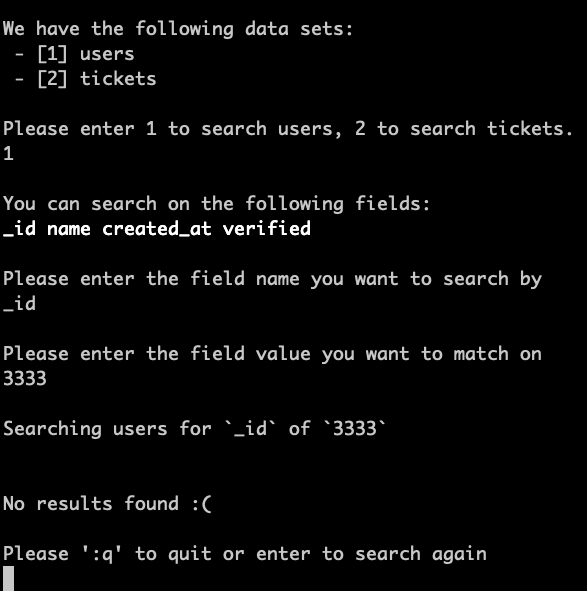 We have the following data sets:
- [1] users
- [2] tickets
Please enter 1 to search users, 2 to search tickets.
1
You can search on the following fields:
_id name created_at verified
Please enter the field name you want to search by
_id
Please enter the field value you want to match on
3333
Searching users for `_id` of `3333`
No results found :(
Please ':q' to quit or enter to search again